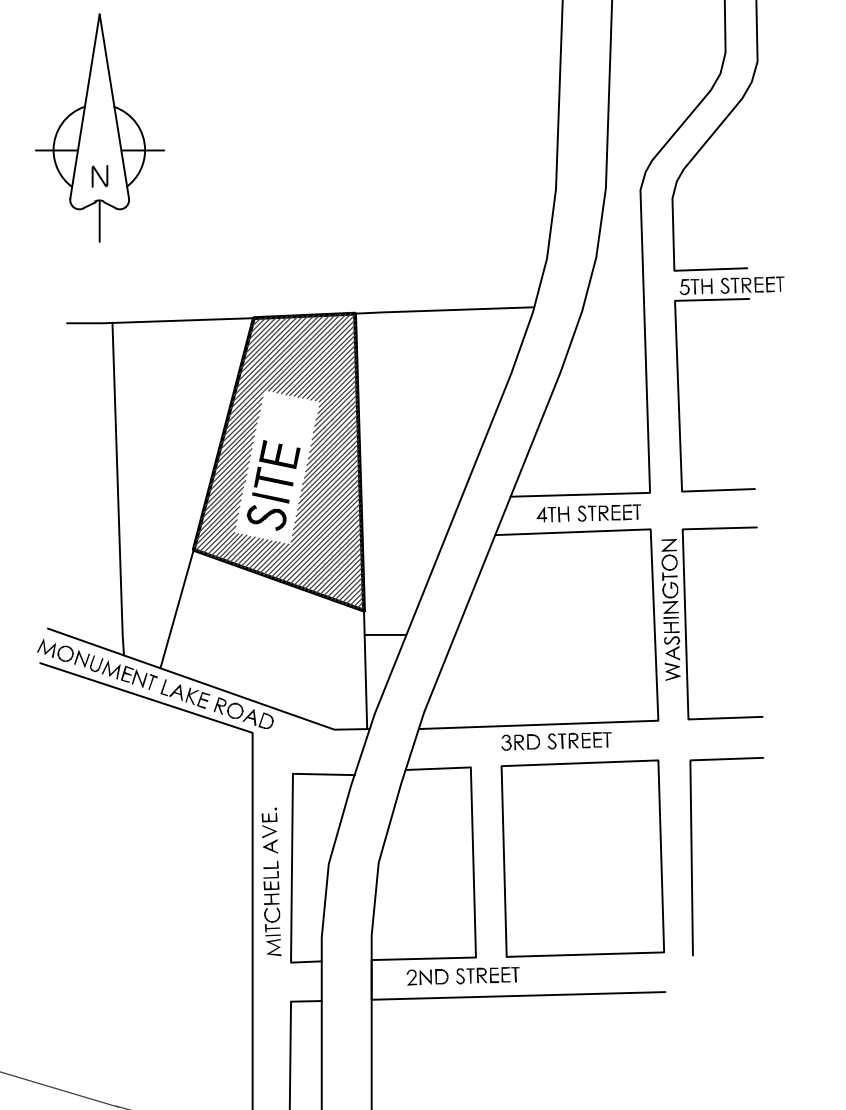 N
5TH STREET
SITE
4TH STREET
WASHINGTON
MONUMENT LAKE ROAD
3RD STREET
MITCHELL AVE.
2ND STREET